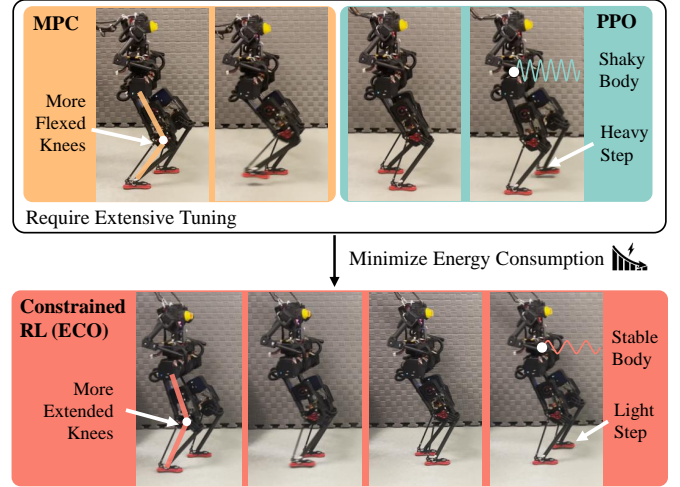 MPC
More
Flexed
Knees
PPO
Shaky
Body
Heavy
Step
Require Extensive Tuning
Minimize Energy Consumption
Constrained
RL (ECO)
More
Extended
Knees
Stable
Body
Light
Step